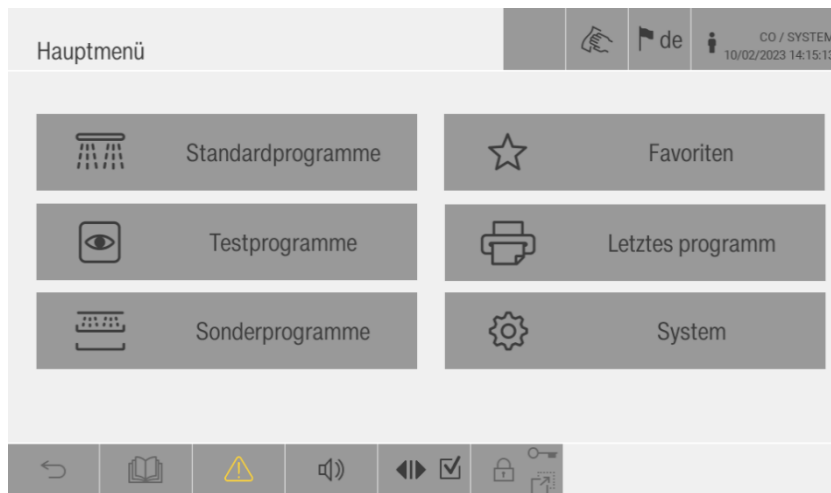 Hauptmenü
de
CO / SYSTEM
10/02/2023 14:15:13
Standardprogramme
Favoriten
Testprogramme
Letztes programm
Sonderprogramme
System